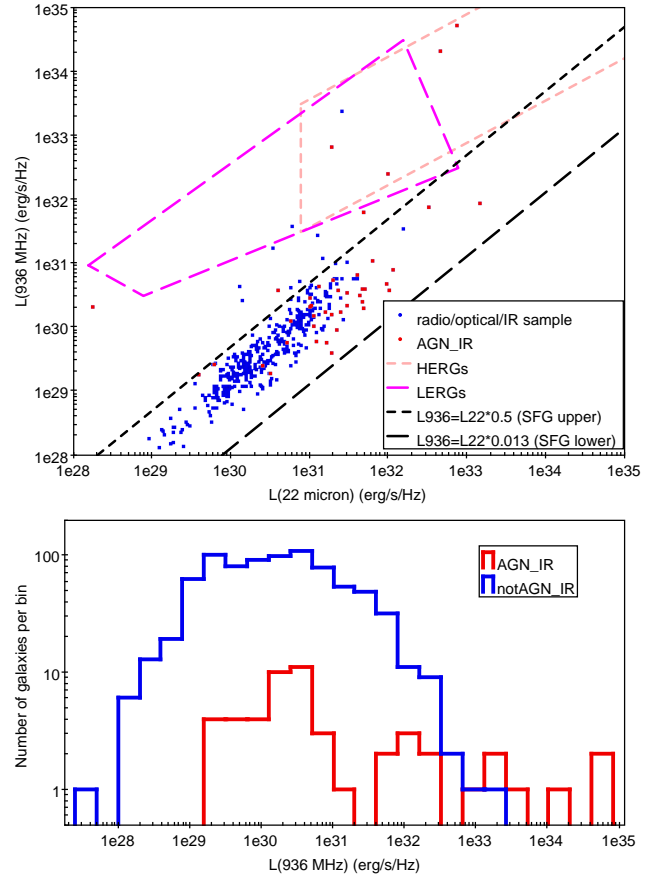 1e35
1e34
1e33
1e32
1e31
1e30
1e29
1e28
L(936 MHz) (erg/s/Hz)
radio/optical/IR sample
AGN_IR
HERGs
LERGs
L936=L22*0.5 (SFG upper)
L936=L22*0.013 (SFG lower)
1e28 1e29 1e30 1e31 1e32 1e33 1e34 1e35
L(22 micron) (erg/s/Hz)
100
10
1
Number of galaxies per bin
AGN_IR
notAGN_IR
1e28 1e29 1e30 1e31 1e32 1e33 1e34 1e35
L(936 MHz) (erg/s/Hz)